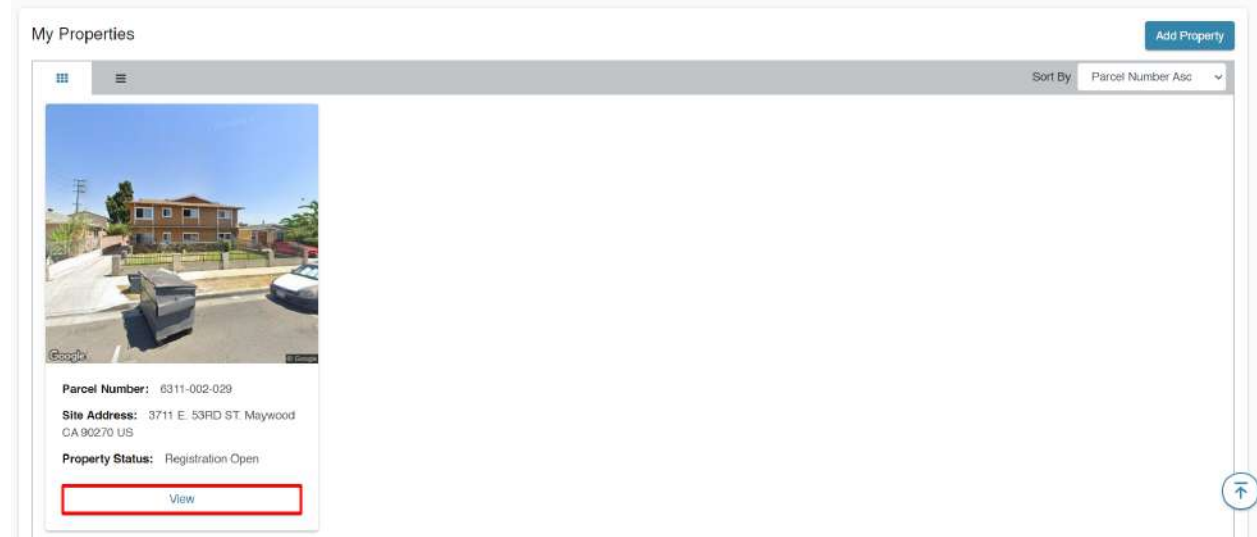 My Properties
Add Property
Sort By Parcel Number Asc
Google
© Google
Parcel Number: 6311-002-029
Site Address: 3711 E. 53RD ST. Maywood
CA 90270 US
Property Status: Registration Open
View